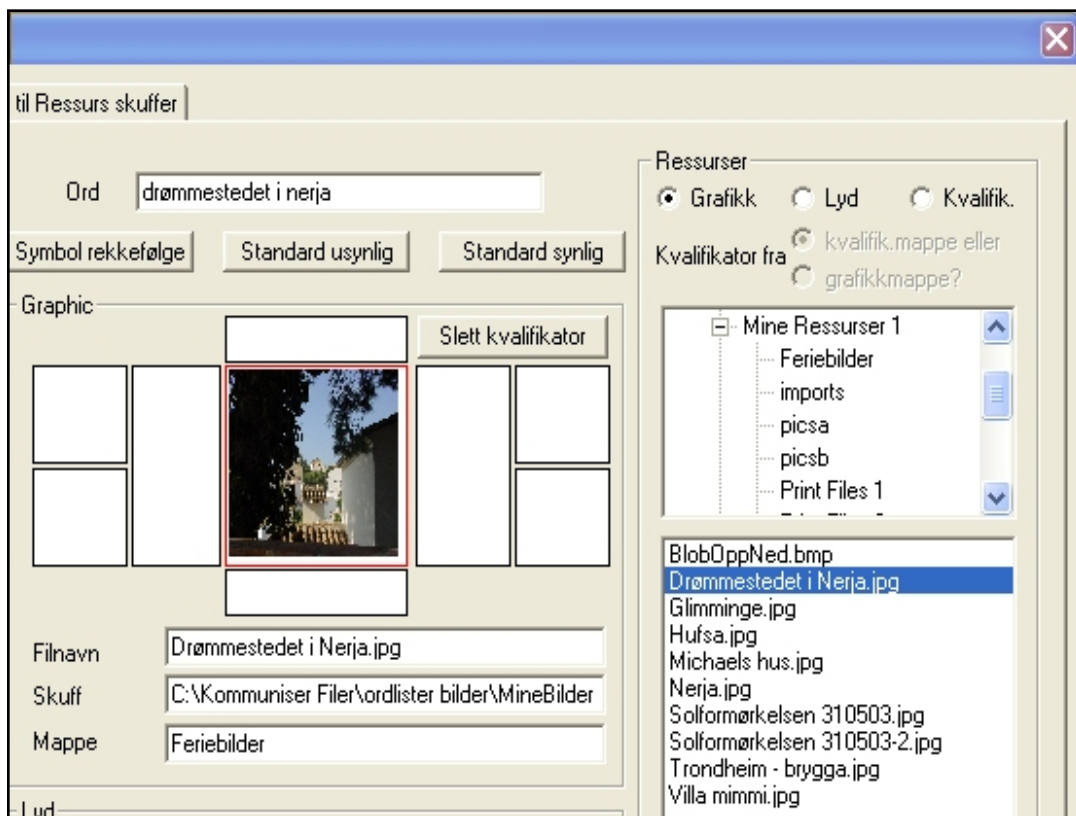 til Ressurs skuffer
Ord drømmestedet i nerja
Symbol rekkefølge Standard usynlig Standard synlig
Graphic
Slett kvalifikator
Filnavn Drømmestedet i Nerja.jpg
Skuff C:\Kommuniser Filer\ordlister bilder\MineBilder
Mappe Feriebilder
Lyd
Ressurser
Grafikk Lyd Kvalifik.
Kvalifikator fra kvalifik.mappe eller
grafikkmappe?
Mine Ressurser 1
Feriebilder
imports
picsa
picsb
Print Files 1
BlobOppNed.bmp
Drømmestedet i Nerja.jpg
Glimminge.jpg
Hufsa.jpg
Michaels hus.jpg
Nerja.jpg
Solformørkelsen 310503.jpg
Solformørkelsen 310503-2.jpg
Trondheim - brygga.jpg
Villa mimmi.jpg